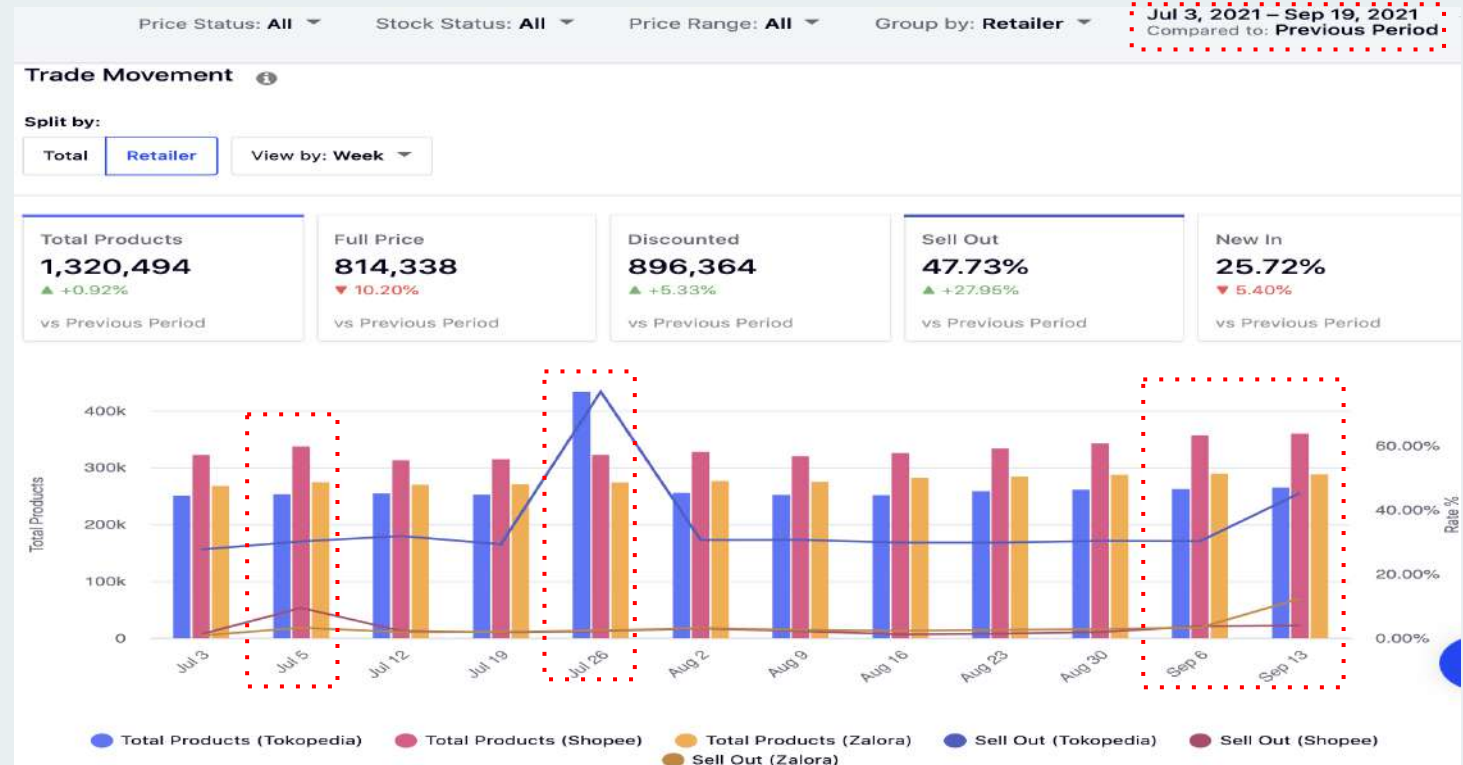 Price Status: All
Stock Status: All
Price Range: All
Group by: Retailer
Jul 3, 2021 – Sep 19, 2021
Compared to: Previous Period
Trade Movement
Split by:
Total
Retailer
View by: Week
Total Products
1,320,494
+0.92%
vs Previous Period
Full Price
814,338
10.20%
vs Previous Period
Discounted
896,364
+5.33%
vs Previous Period
Sell Out
47.73%
+27.95%
vs Previous Period
New In
25.72%
5.40%
vs Previous Period
Total Products
400k
300k
200k
100k
0
60.00%
40.00%
20.00%
0.00%
Rate %
Jul 3
Jul 5
Jul 12
Jul 19
Jul 26
Aug 2
Aug 9
Aug 16
Aug 23
Aug 30
Sep 6
Sep 13
Total Products (Tokopedia)
Total Products (Shopee)
Total Products (Zalora)
Sell Out (Tokopedia)
Sell Out (Shopee)
Sell Out (Zalora)